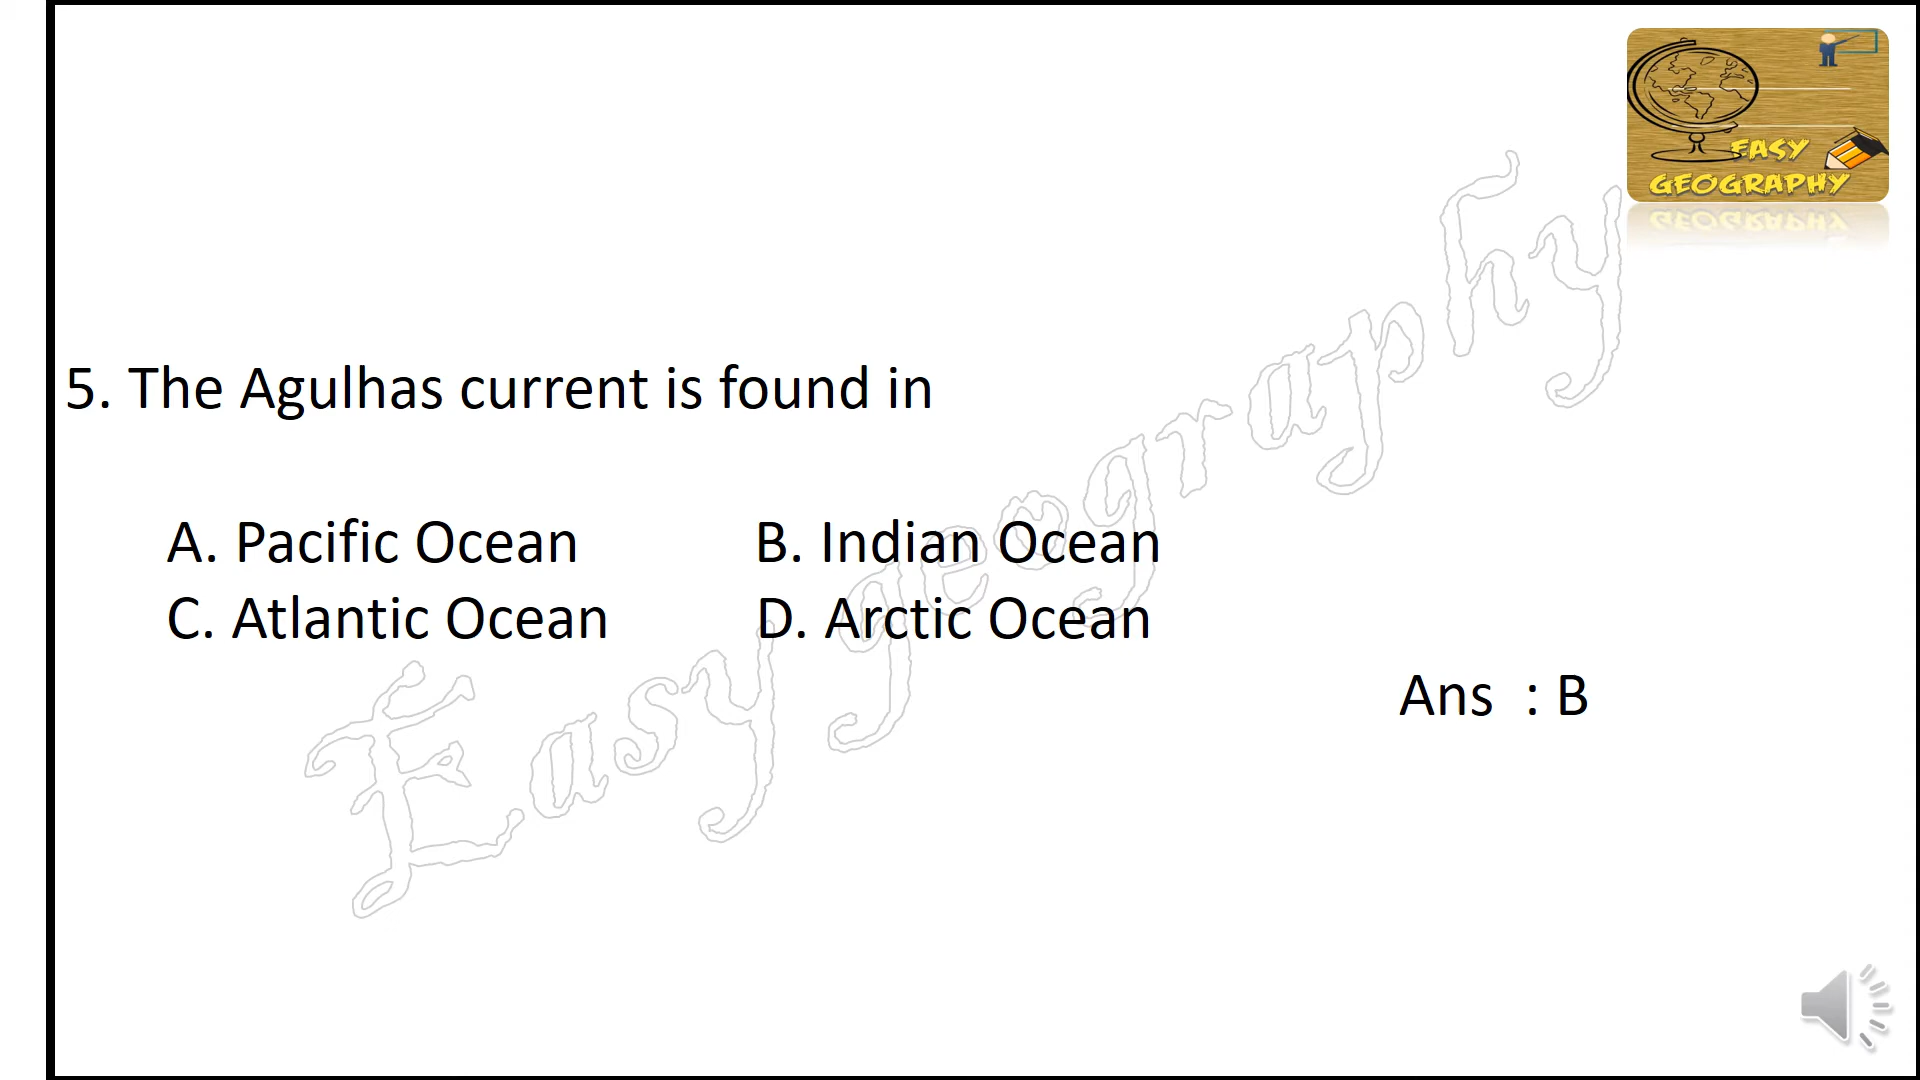 EASY
GEOGRAPHY
5. The Agulhas current is found in
A. Pacific Ocean B. Indian Ocean
C. Atlantic Ocean D. Arctic Ocean
Ans : B
Easy geography